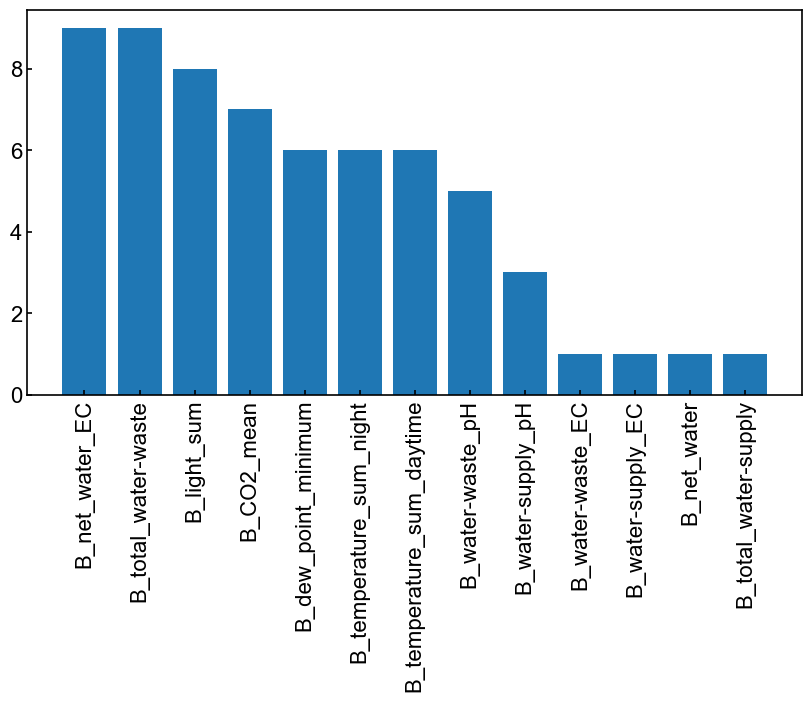 8
6
4
2
0
B_net_water_EC
B_total_water-waste
B_light_sum
B_CO2_mean
B_dew_point_minimum
B_temperature_sum_night
B_temperature_sum_daytime
B_water-waste_pH
B_water-supply_pH
B_water-waste_EC
B_water-supply_EC
B_net_water
B_total_water-supply